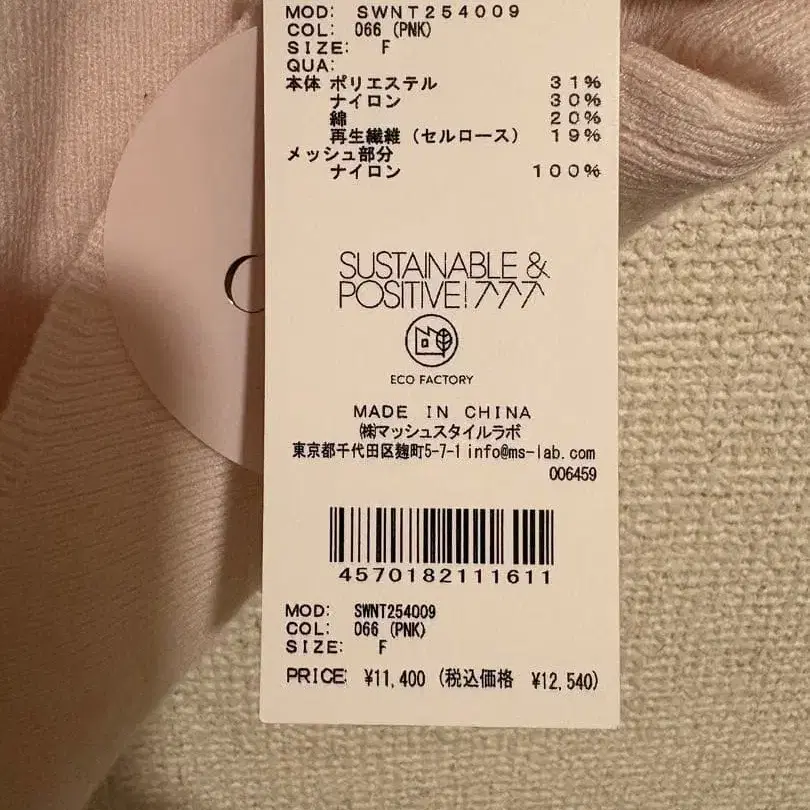 MOD: SWNT254009
COL: 066 (PNK)
SIZE: F
QUA:
本体 ポリエステル 31%
ナイロン 30%
綿 20%
再生繊維 (セルロース) 19%
メッシュ部分
ナイロン 100%
SUSTAINABLE &
POSITIVE!
ECO FACTORY
MADE IN CHINA
㈱マッシュスタイルラボ
東京都千代田区麹町5-7-1 info@ms-lab.com
006459
4570182111611
MOD: SWNT254009
COL: 066 (PNK)
SIZE: F
PRICE: ¥11,400 (税込価格 ¥12,540)